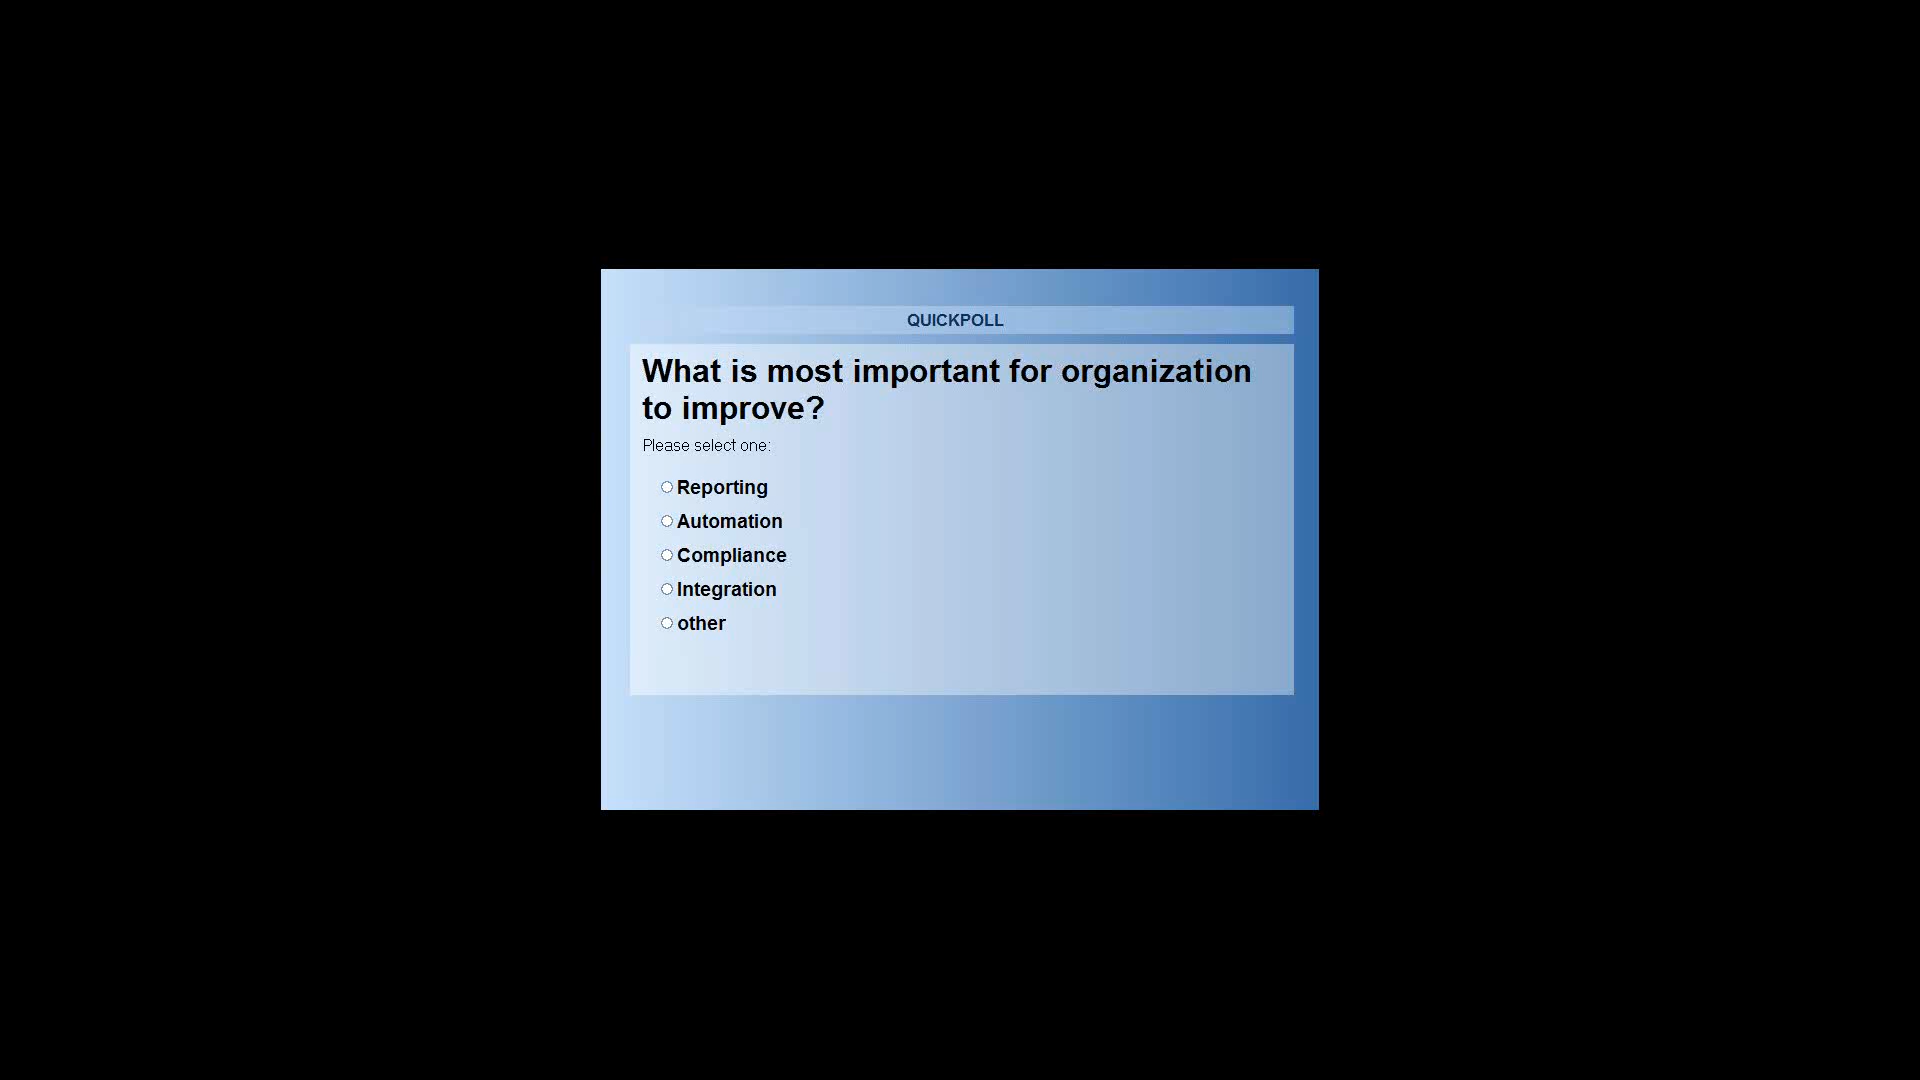 QUICKPOLL
What is most important for organization
to improve?
Please select one:
Reporting
Automation
Compliance
Integration
other